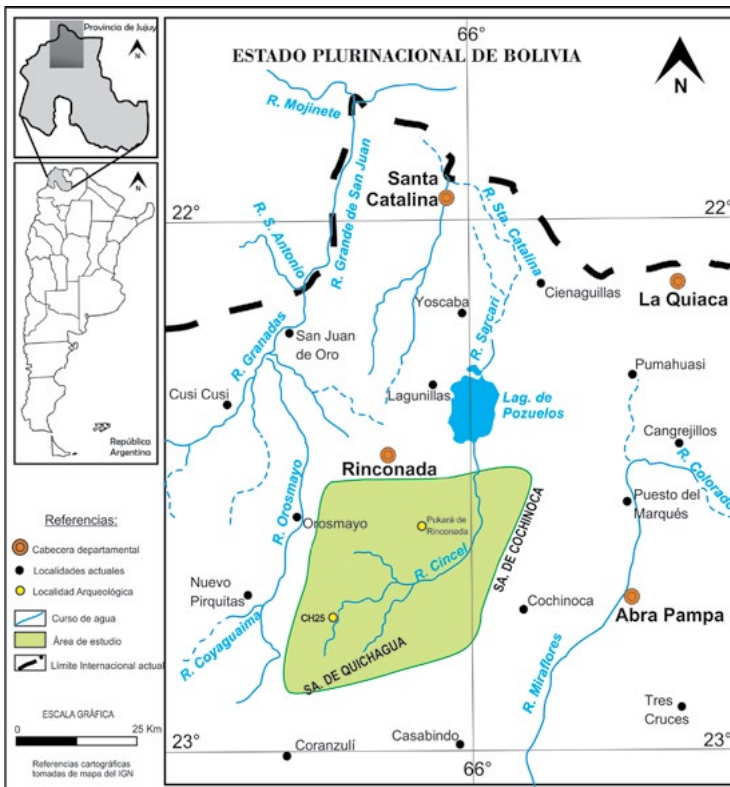 Provincia de Jujuy
N
N
República
Argentina
Referencias:
Cabecera departamental
Localidades actuales
Localidad Arqueológica
Curso de agua
Área de estudio
Límite Internacional actual
ESCALA GRÁFICA
0 25 Km
Referencias cartográficas
tomadas de mapa del IGN
66°
ESTADO PLURINACIONAL DE BOLIVIA
N
R. Mojinete
R. Grande de San Juan
Santa
Catalina
R. Sta. Catalina
22°
22°
R. S. Antonio
Cienaguillas
La Quiaca
Yoscaba
R. Sarcari
San Juan
de Oro
R. Granadas
Pumahuasi
Cusi Cusi
Lagunillas
Lag. de
Pozuelos
Cangrejillos
R. Colorado
Rinconada
Puesto del
Marqués
R. Orosmayo
Orosmayo
Pukará de
Rinconada
SA. DE COCHINOCA
R. Cincel
Nuevo
Pirquitas
Cochinoca
Abra Pampa
CH25
R. Coyaguaima
SA. DE QUICHAGUA
R. Miraflores
Tres
Cruces
23°
23°
Coranzulí
Casabindo
66°